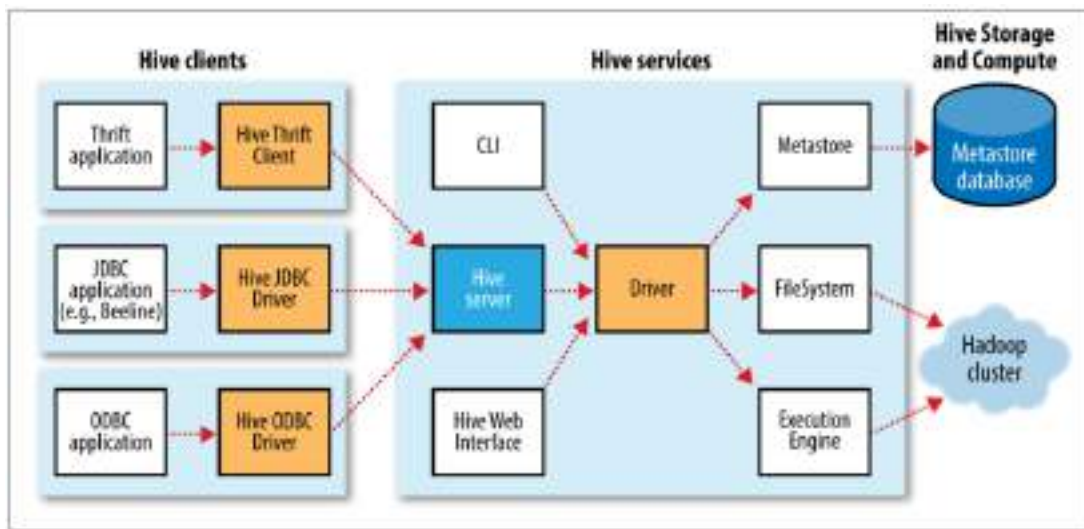 Hive clients
Thrift
application
Hive Thrift
Client
JDBC
application
(e.g., Beeline)
Hive JDBC
Driver
ODBC
application
Hive ODBC
Driver
Hive services
CLI
Hive
server
Hive Web
Interface
Driver
Metastore
FileSystem
Execution
Engine
Hive Storage
and Compute
Metastore
database
Hadoop
cluster